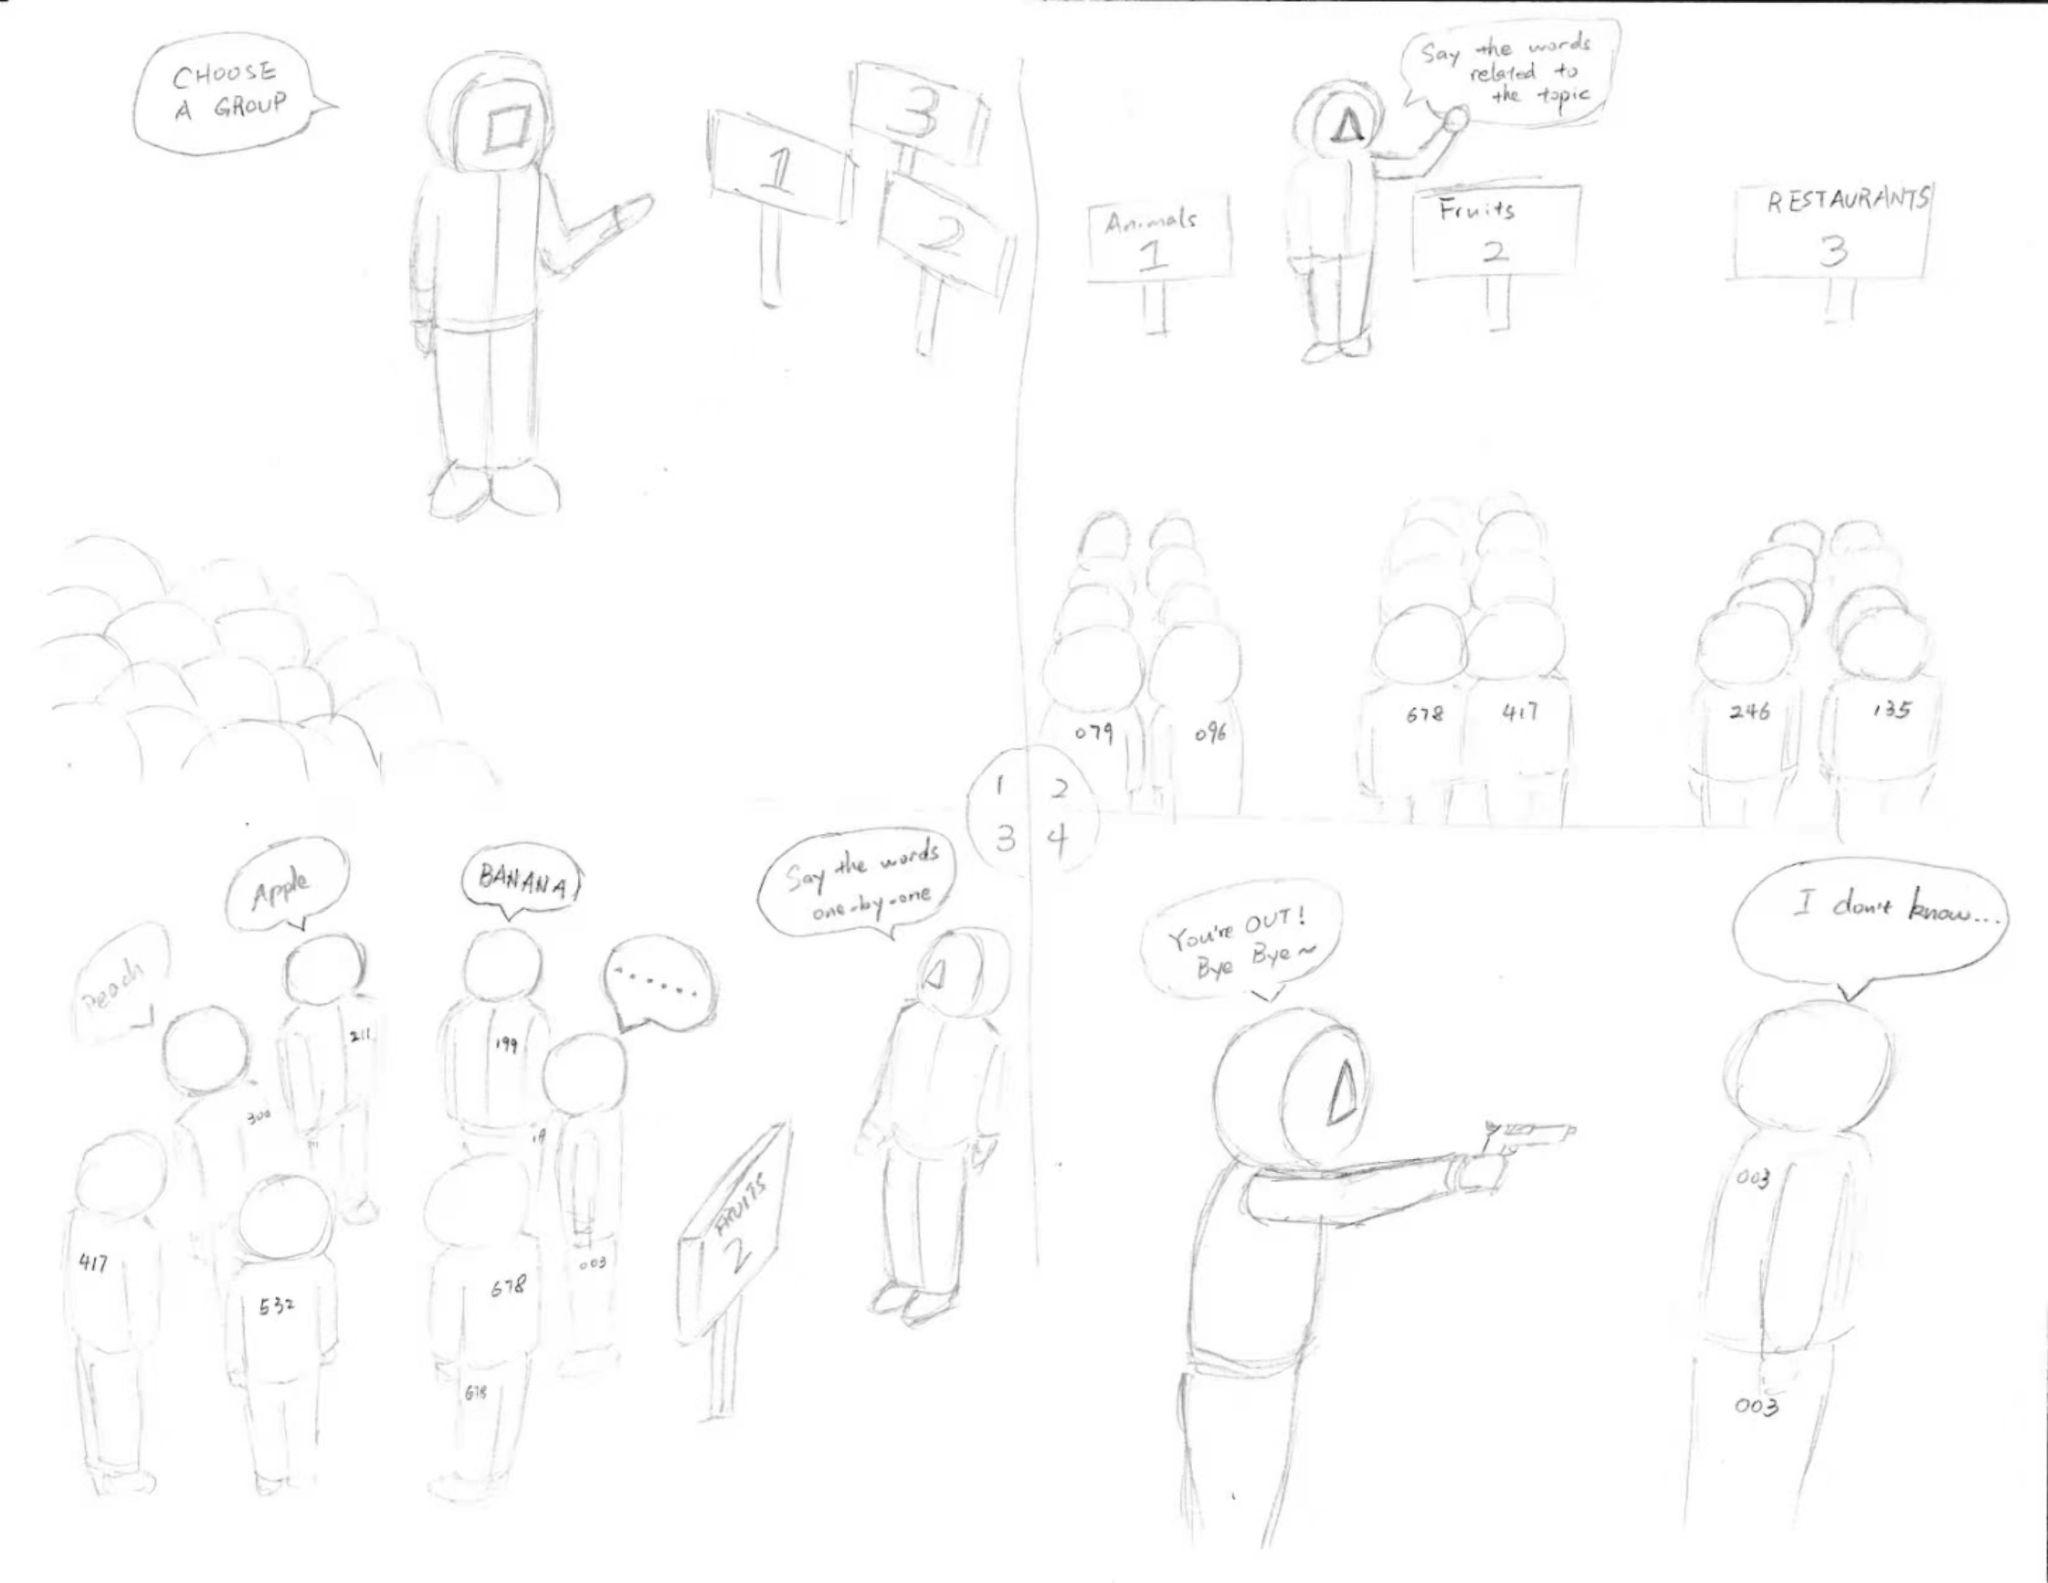 CHOOSE
A GROUP
1
3
2
Say the words
related to
the topic
Animals
1
Fruits
2
RESTAURANTS
3
079
096
678
417
246
135
1
2
3
4
Peach
Apple
BANANA
......
Say the words
one-by-one
211
199
300
19
417
532
678
678
003
FRUITS
2
You're OUT!
Bye Bye~
I don't know...
003
003